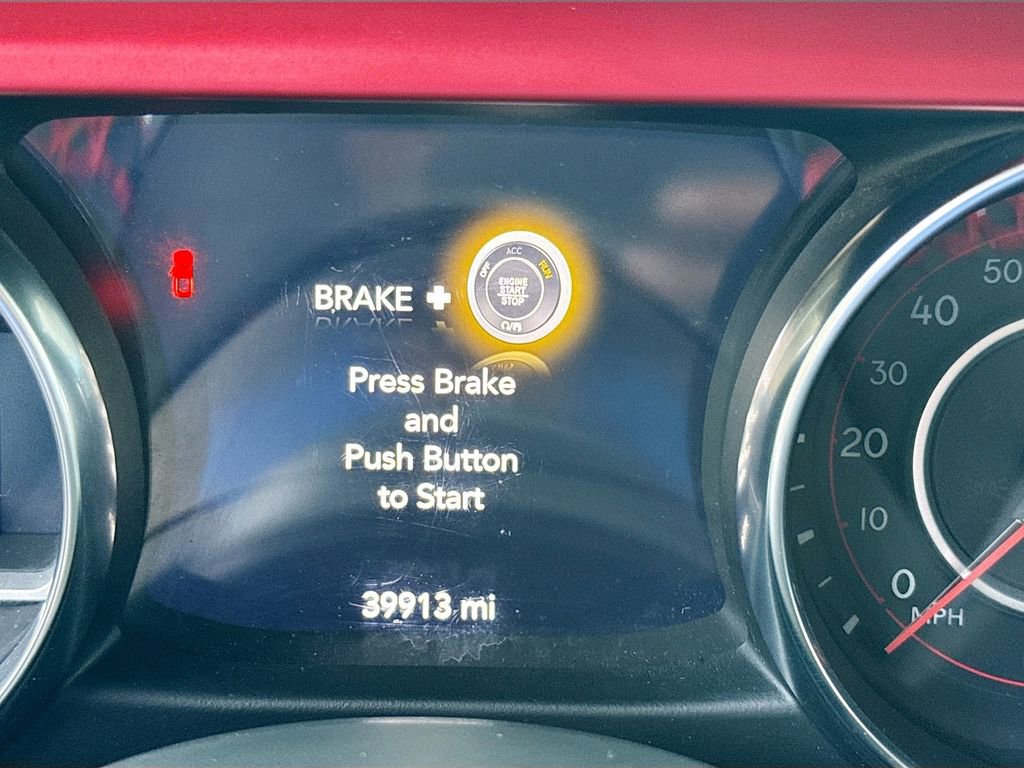 BRAKE +
OFF ACC RUN
ENGINE
START
STOP
Press Brake
and
Push Button
to Start
39913 mi
50
40
30
20
10
0
MPH